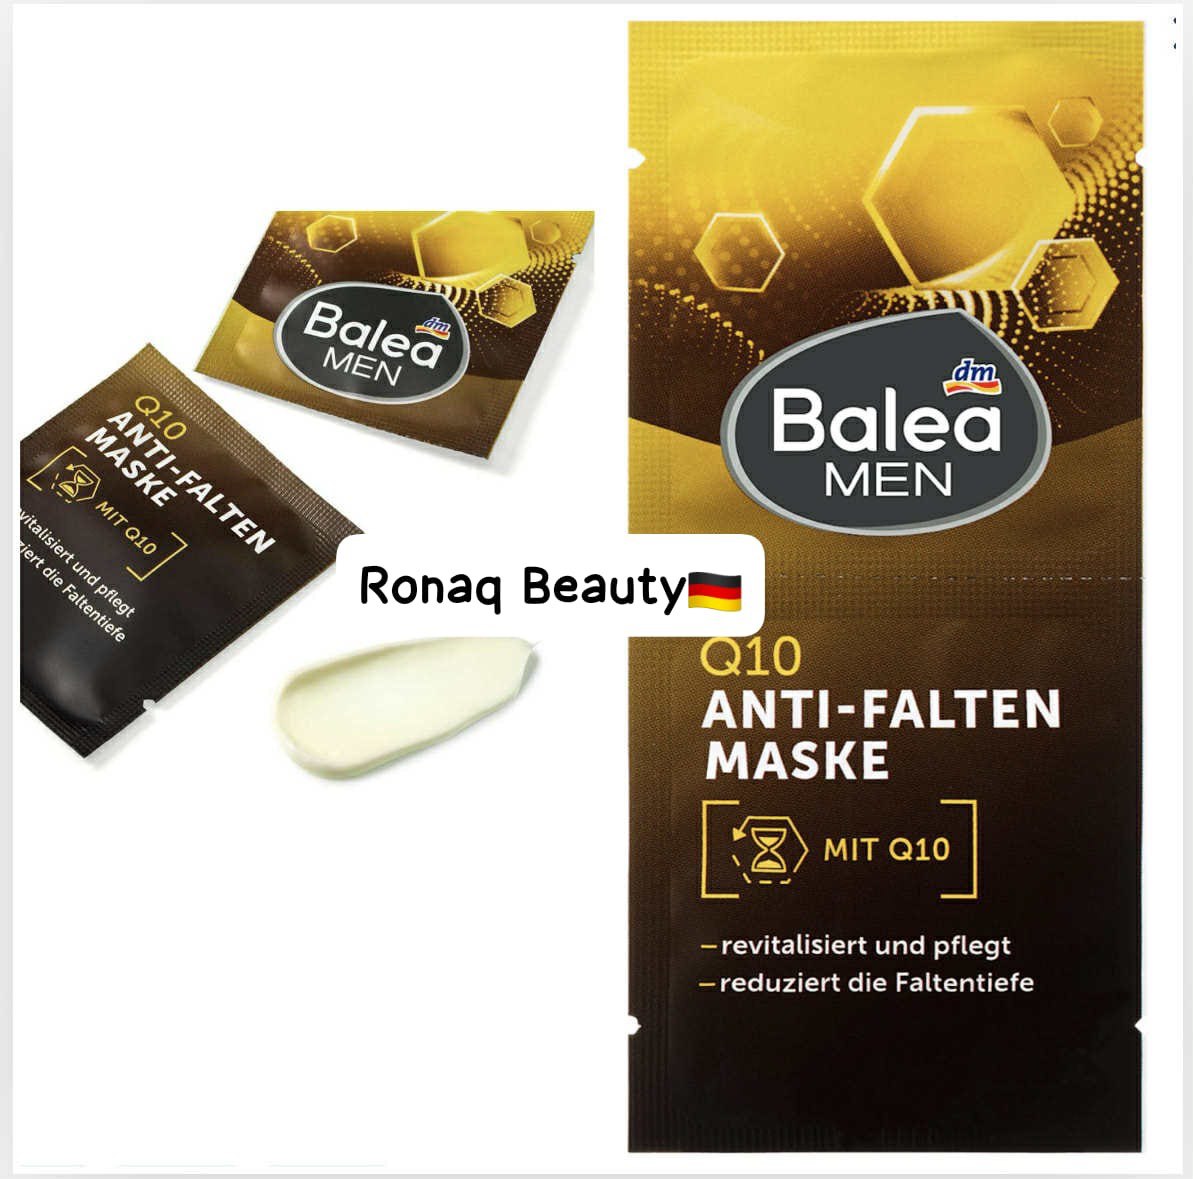 Balea
dm
MEN
Q10
ANTI-FALTEN
MASKE
MIT Q10
vitalisiert und pflegt
ziert die Faltentiefe
Ronaq Beauty🇩🇪
dm
Balea
MEN
Q10
ANTI-FALTEN
MASKE
MIT Q10
–revitalisiert und pflegt
–reduziert die Faltentiefe